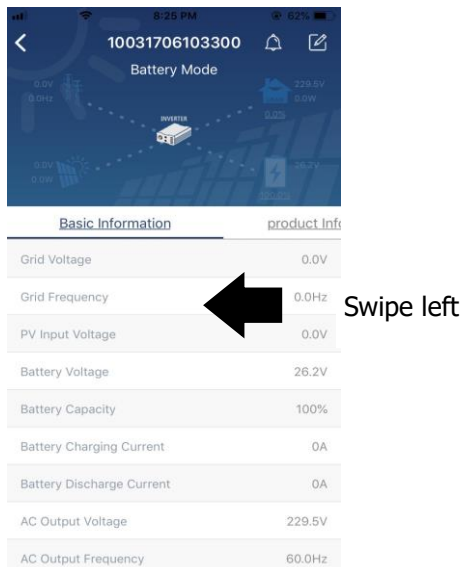 8:25 PM 62%
10031706103300
Battery Mode
0.0V
0.0Hz
229.5V
0.0W
0.0%
INVERTER
0.0V
0.0W
26.2V
100.0%
Basic Information product Info
Grid Voltage 0.0V
Grid Frequency 0.0Hz
Swipe left
PV Input Voltage 0.0V
Battery Voltage 26.2V
Battery Capacity 100%
Battery Charging Current 0A
Battery Discharge Current 0A
AC Output Voltage 229.5V
AC Output Frequency 60.0Hz